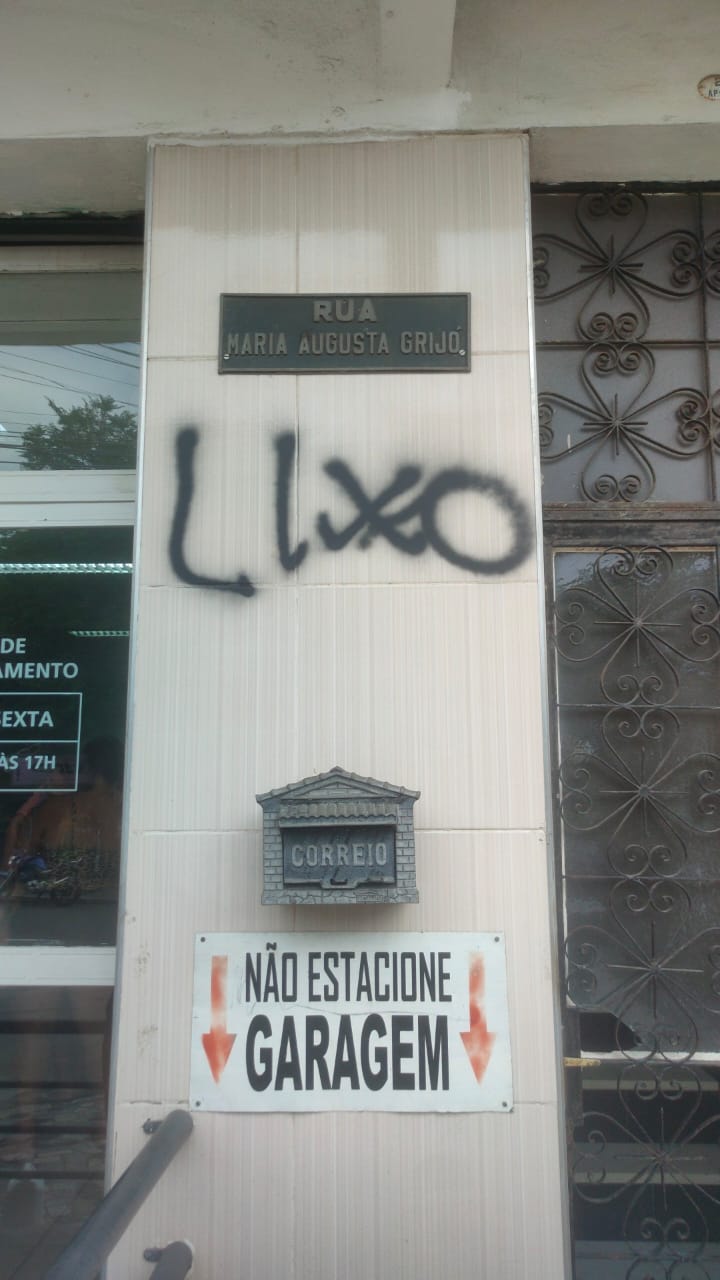 RUA
MARIA AUGUSTA GRIJÓ
LIXO
DE
AMENTO
SEXTA
ÀS 17H
CORREIO
NÃO ESTACIONE
GARAGEM